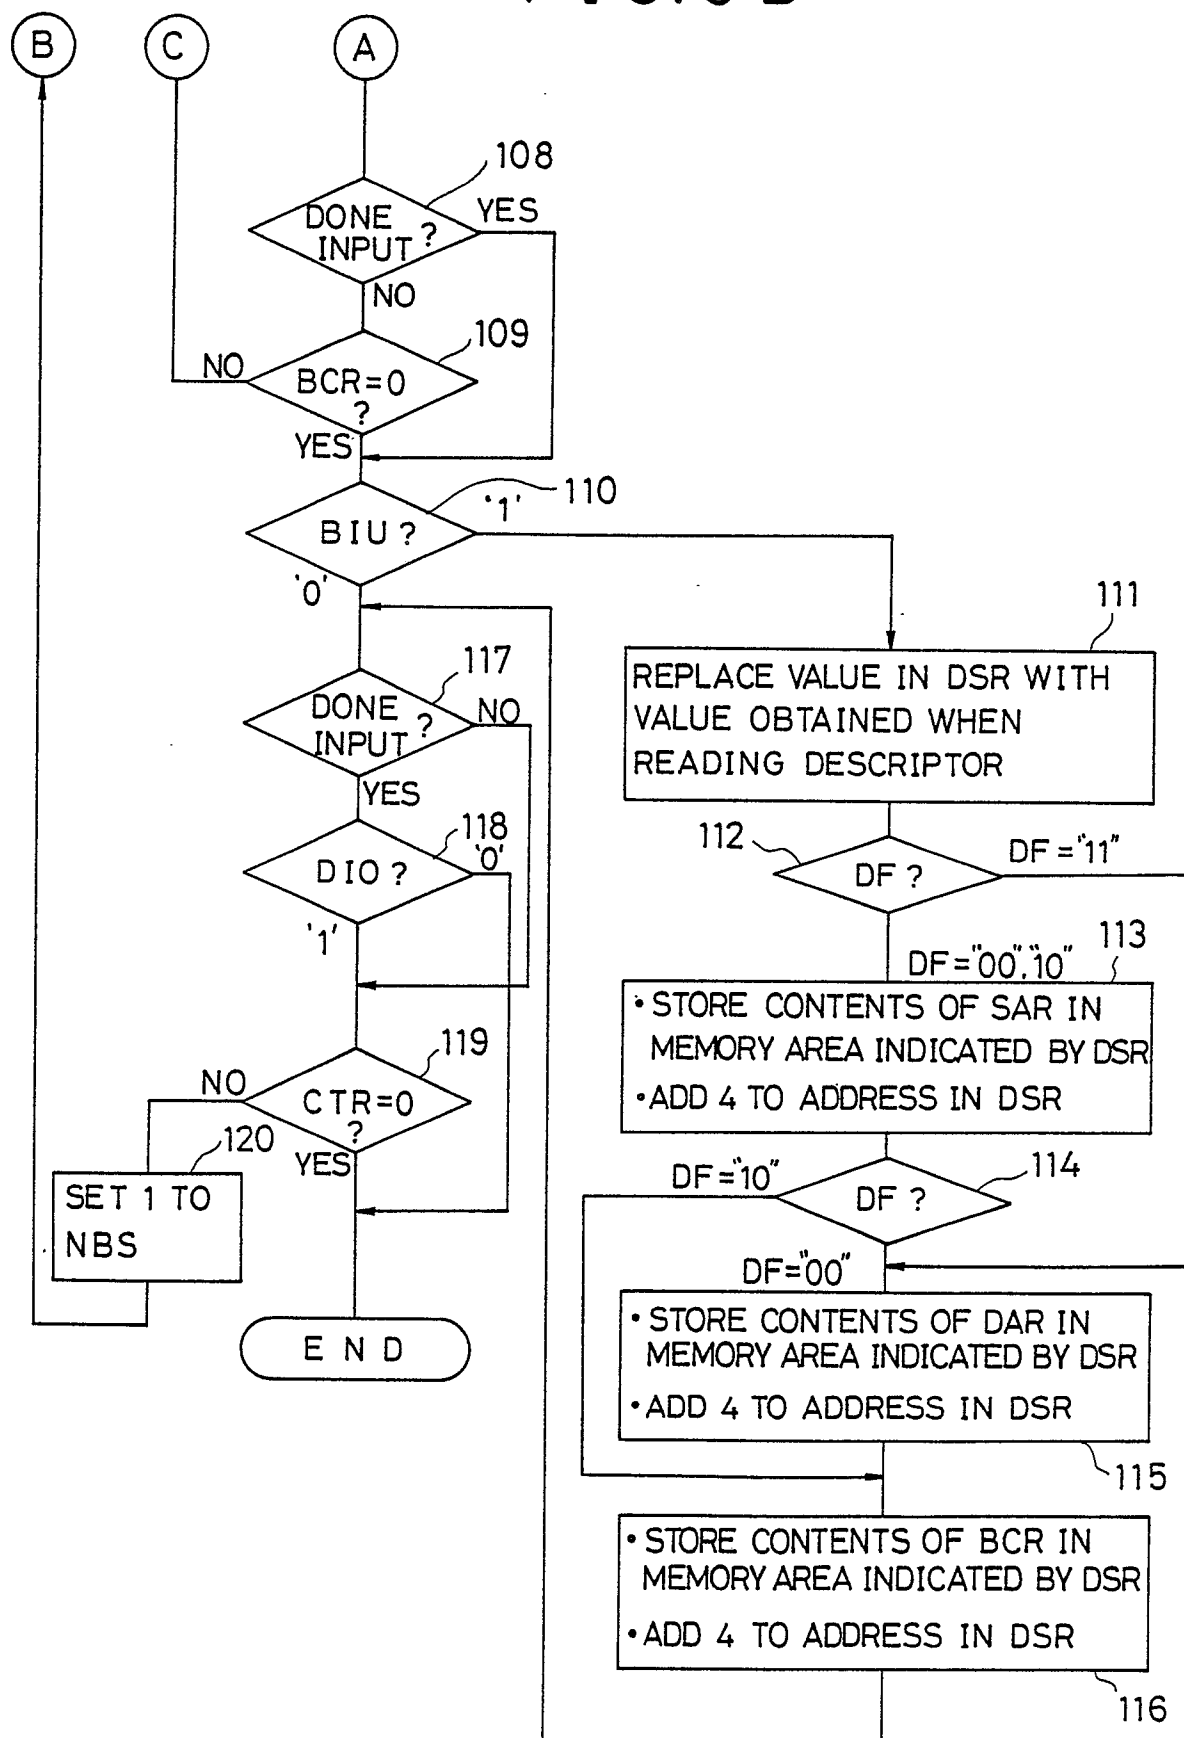 B
C
A
108
DONE
INPUT ?
YES
NO
109
NO
BCR=0
?
YES
110
'1'
BIU ?
'0'
111
REPLACE VALUE IN DSR WITH
VALUE OBTAINED WHEN
READING DESCRIPTOR
117
DONE
INPUT ?
NO
YES
112
DF ?
DF="11"
118
'0'
DIO ?
'1'
113
DF="00","10"
• STORE CONTENTS OF SAR IN
MEMORY AREA INDICATED BY DSR
• ADD 4 TO ADDRESS IN DSR
119
NO
CTR=0
?
YES
120
SET 1 TO
NBS
DF="10"
114
DF ?
DF="00"
END
• STORE CONTENTS OF DAR IN
MEMORY AREA INDICATED BY DSR
• ADD 4 TO ADDRESS IN DSR
115
• STORE CONTENTS OF BCR IN
MEMORY AREA INDICATED BY DSR
• ADD 4 TO ADDRESS IN DSR
116